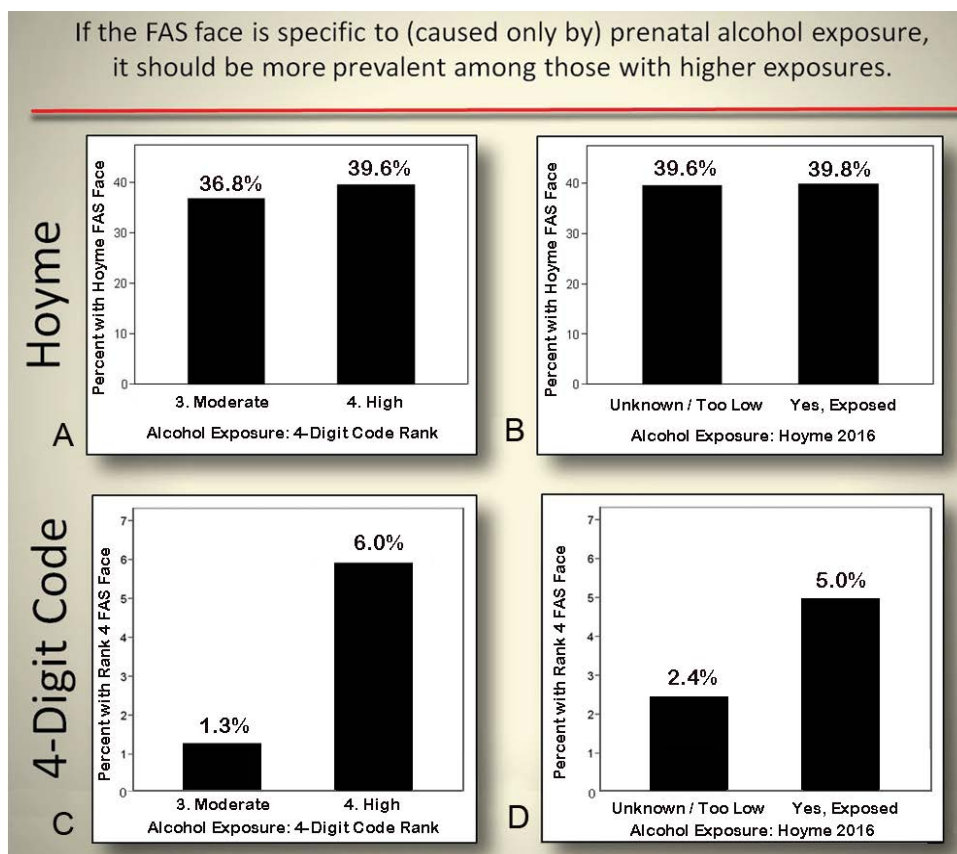 If the FAS face is specific to (caused only by) prenatal alcohol exposure,
it should be more prevalent among those with higher exposures.
Hoyme
Percent with Hoyme FAS Face
40
30
20
10
0
36.8%
39.6%
3. Moderate
4. High
Alcohol Exposure: 4-Digit Code Rank
A
Percent with Hoyme FAS Face
40
30
20
10
0
39.6%
39.8%
Unknown / Too Low
Yes, Exposed
Alcohol Exposure: Hoyme 2016
B
4-Digit Code
Percent with Rank 4 FAS Face
7
6
5
4
3
2
1
0
1.3%
6.0%
3. Moderate
4. High
Alcohol Exposure: 4-Digit Code Rank
C
Percent with Rank 4 FAS Face
7
6
5
4
3
2
1
0
2.4%
5.0%
Unknown / Too Low
Yes, Exposed
Alcohol Exposure: Hoyme 2016
D